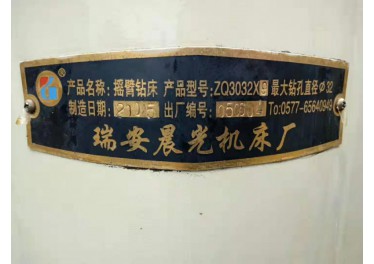 产品名称: 摇臂钻床 产品型号: ZQ3032X9 最大钻孔直径Φ32
制造日期: 出厂编号: To:0577-65640949
瑞安晨光机床厂